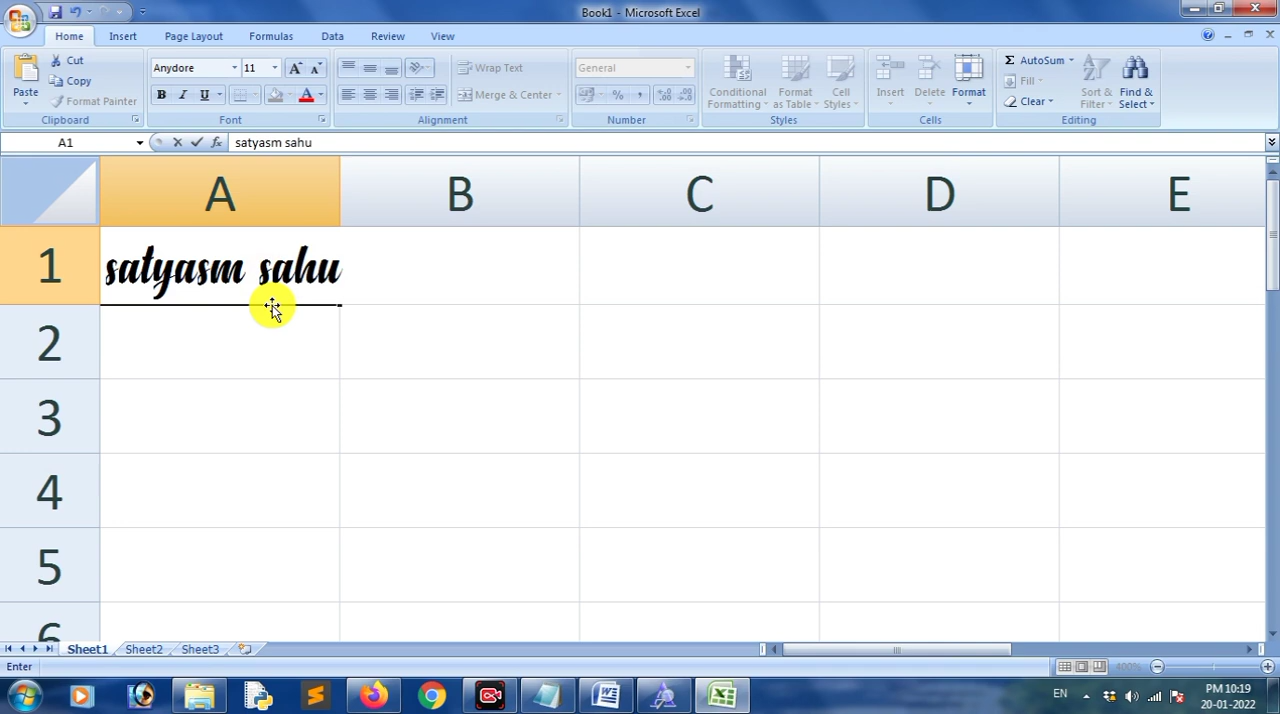 Book1 - Microsoft Excel
Home Insert Page Layout Formulas Data Review View
Cut
Copy
Format Painter
Paste
Clipboard
Anydore 11
B I U
Font
Wrap Text
Merge & Center
Alignment
General
Number
Conditional Formatting
Format as Table
Cell Styles
Styles
Insert Delete Format
Cells
AutoSum
Fill
Clear
Sort & Filter
Find & Select
Editing
A1 fx satyasm sahu
A B C D E
1 satyasm sahu
2
3
4
5
6
Sheet1 Sheet2 Sheet3
Enter 400%
EN PM 10:19
20-01-2022